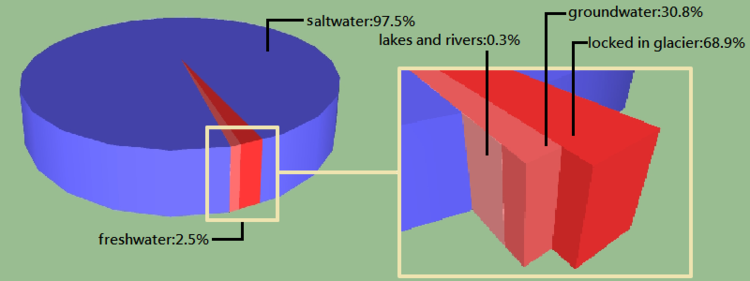 saltwater:97.5%
groundwater:30.8%
lakes and rivers:0.3%
locked in glacier:68.9%
freshwater:2.5%